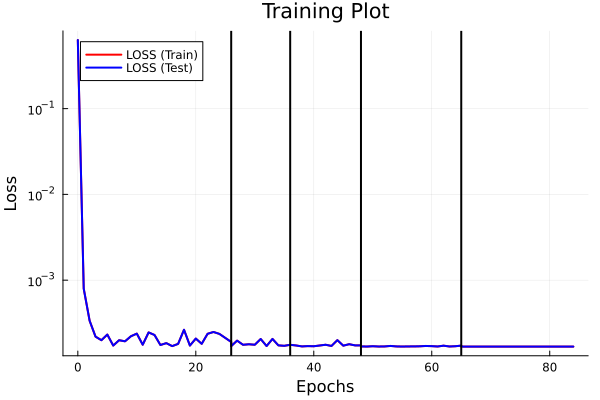 Training Plot
LOSS (Train)
LOSS (Test)
Loss
10⁻¹
10⁻²
10⁻³
0 20 40 60 80
Epochs